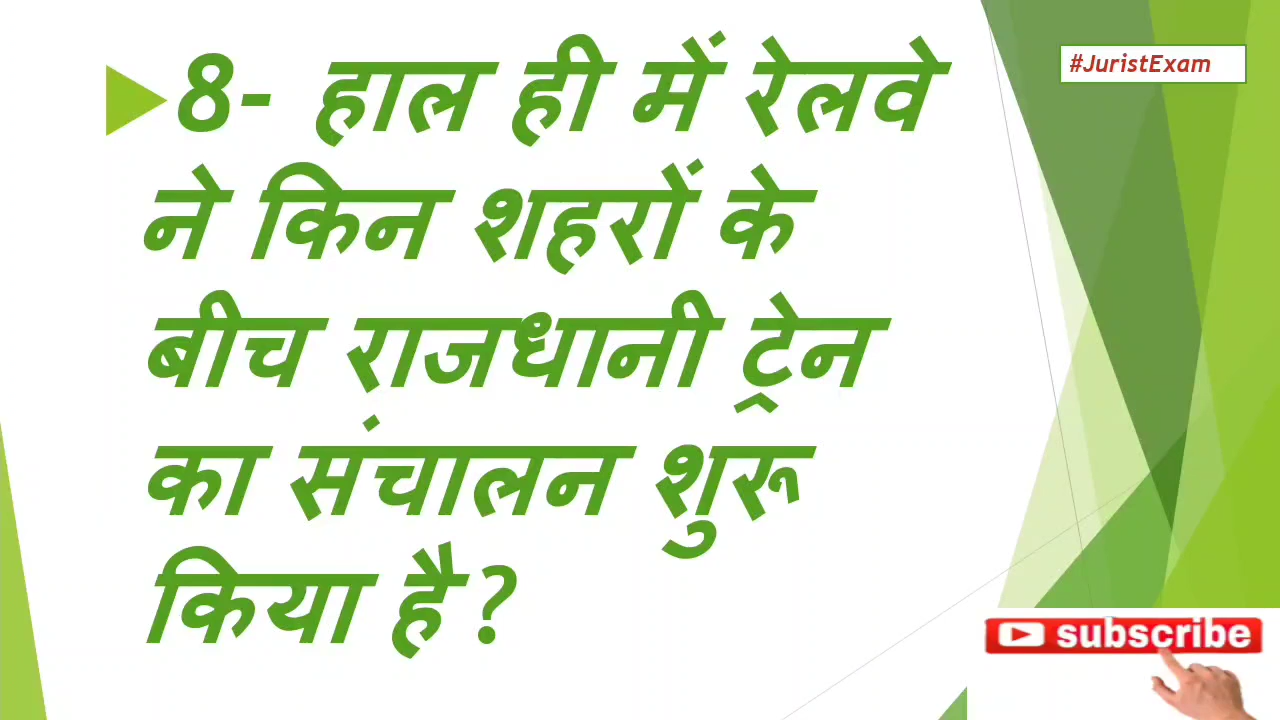 #JuristExam
8- हाल ही में रेलवे
ने किन शहरों के
बीच राजधानी ट्रेन
का संचालन शुरू
किया है?
subscribe